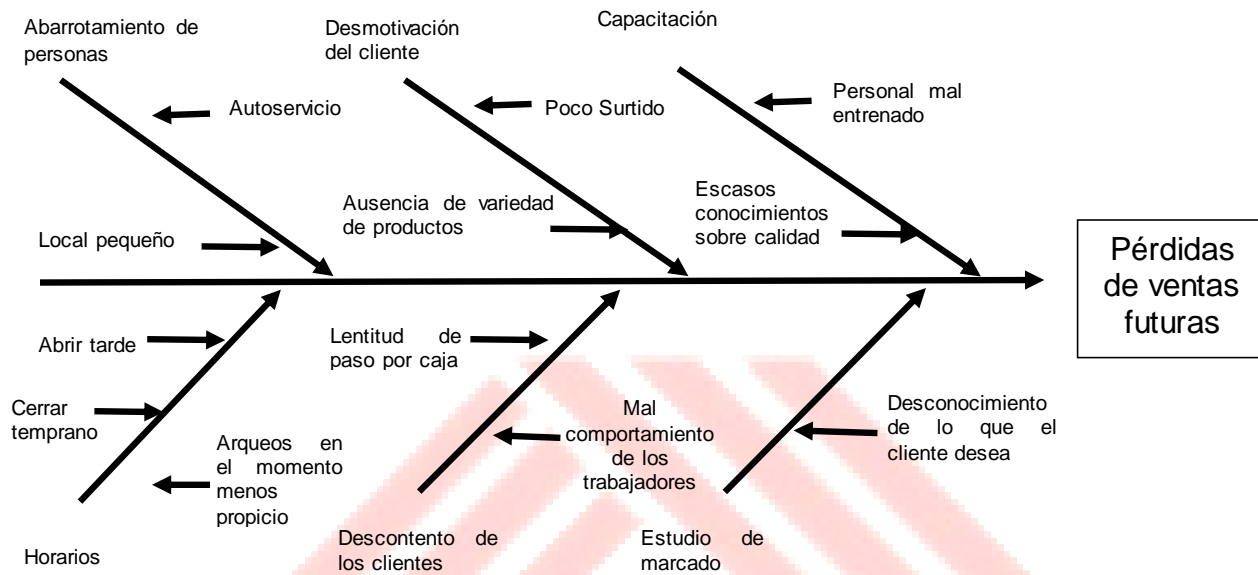 Abarrotamiento de
personas
Desmotivación
del cliente
Capacitación
Autoservicio
Poco Surtido
Personal mal
entrenado
Ausencia de variedad
de productos
Escasos
conocimientos
sobre calidad
Local pequeño
Pérdidas
de ventas
futuras
Abrir tarde
Lentitud de
paso por caja
Cerrar
temprano
Mal
comportamiento
de los
trabajadores
Desconocimiento
de lo que el
cliente desea
Arqueos en
el momento
menos
propicio
Horarios
Descontento de
los clientes
Estudio de
marcado